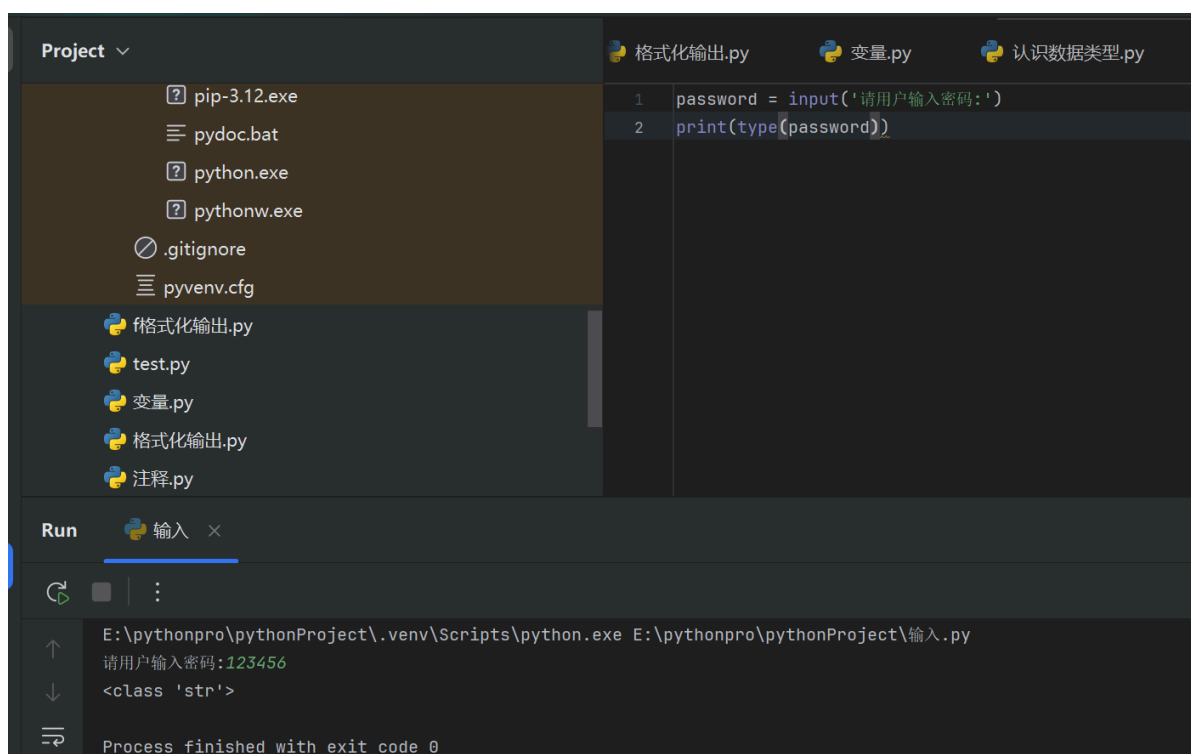 Project
pip-3.12.exe
pydoc.bat
python.exe
pythonw.exe
.gitignore
pyvenv.cfg
f格式化输出.py
test.py
变量.py
格式化输出.py
注释.py
格式化输出.py 变量.py 认识数据类型.py
1 password = input('请用户输入密码:')
2 print(type(password))
Run 输入
E:\pythonpro\pythonProject\.venv\Scripts\python.exe E:\pythonpro\pythonProject\输入.py
请用户输入密码:123456
<class 'str'>
Process finished with exit code 0